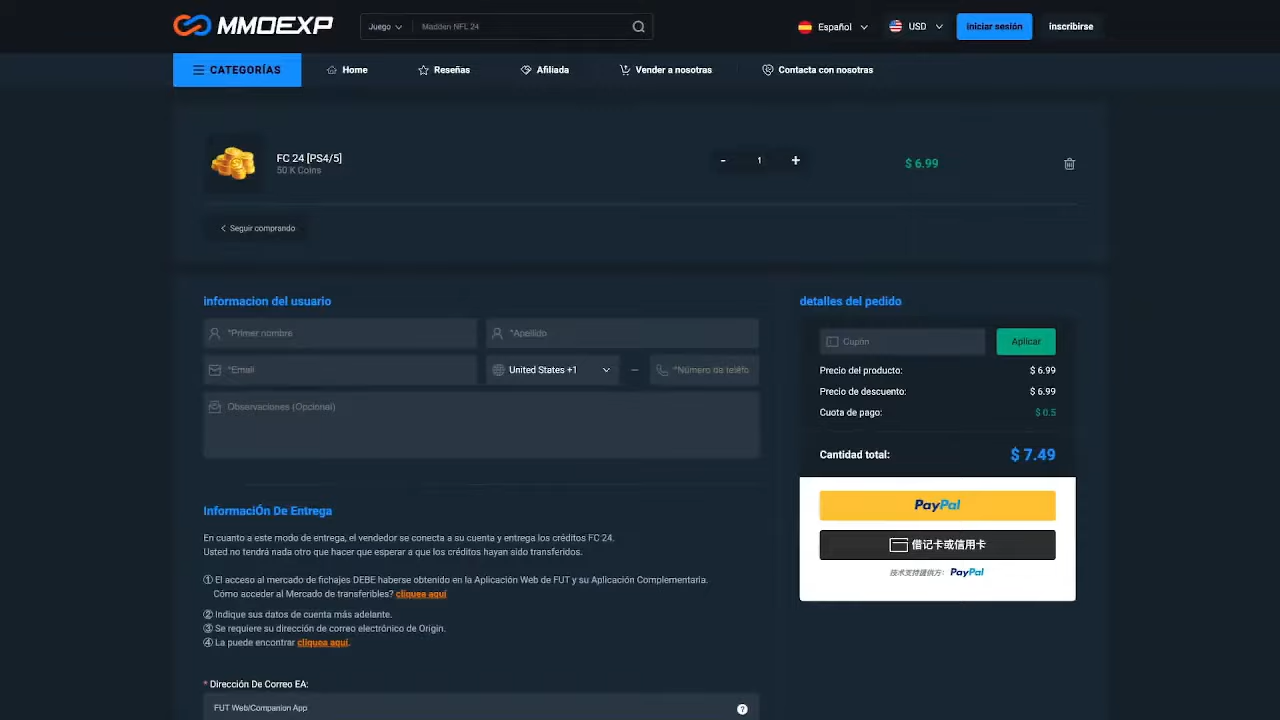 MMOEXP
Juego
Madden NFL 24
Español
USD
Iniciar sesión
inscribirse
CATEGORÍAS
Home
Reseñas
Afiliada
Vender a nosotras
Contacta con nosotras
FC 24 [PS4/5]
50 K Coins
- 1 +
$ 6.99
Seguir comprando
informacion del usuario
*Primer nombre
*Apellido
*Email
United States +1
*Número de teléfo
Observaciones (Opcional)
detalles del pedido
Cupón
Aplicar
Precio del producto: $ 6.99
Precio de descuento: $ 6.99
Cuota de pago: $ 0.5
Cantidad total: $ 7.49
PayPal
借记卡或信用卡
技术支持提供方: PayPal
InformaciÓn De Entrega
En cuanto a este modo de entrega, el vendedor se conecta a su cuenta y entrega los créditos FC 24.
Usted no tendrá nada otro que hacer que esperar a que los créditos hayan sido transferidos.
① El acceso al mercado de fichajes DEBE haberse obtenido en la Aplicación Web de FUT y su Aplicación Complementaria.
Cómo acceder al Mercado de transferibles? cliquea aquí
② Indique sus datos de cuenta más adelante.
③ Se requiere su dirección de correo electrónico de Origin.
④ La puede encontrar cliquea aquí.
* Dirección De Correo EA:
FUT Web/Companion App
?